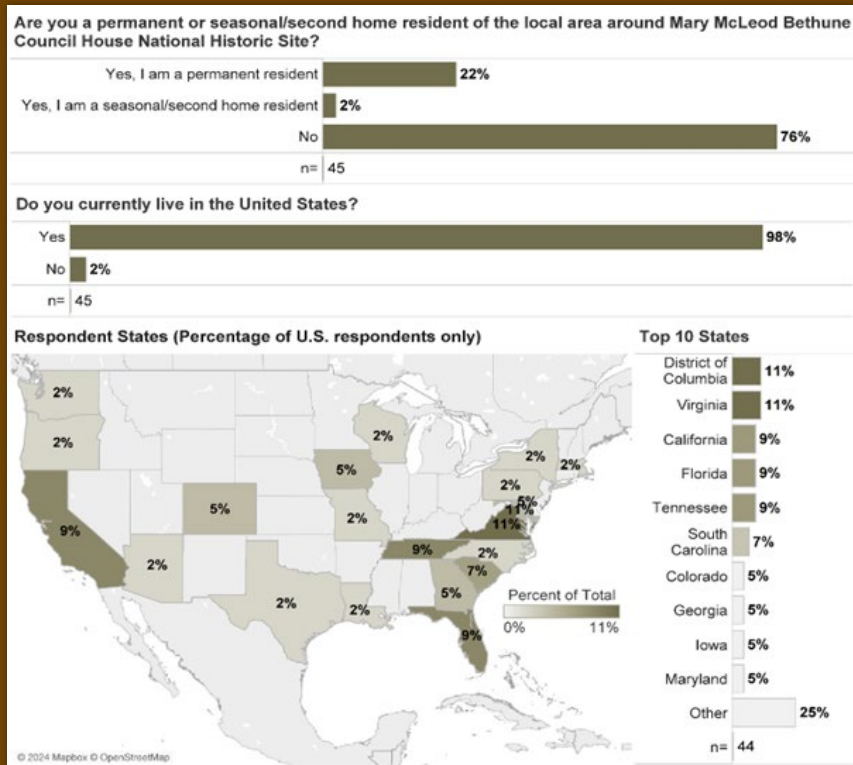 Are you a permanent or seasonal/second home resident of the local area around Mary McLeod Bethune
Council House National Historic Site?
Yes, I am a permanent resident 22%
Yes, I am a seasonal/second home resident 2%
No 76%
n= 45
Do you currently live in the United States?
Yes 98%
No 2%
n= 45
Respondent States (Percentage of U.S. respondents only)
2%
2%
2%
2%
2%
5%
2%
5%
5%
11%
9%
2%
11%
9%
2%
2%
7%
2%
2%
5%
9%
Percent of Total
0% 11%
© 2024 Mapbox © OpenStreetMap
Top 10 States
District of
Columbia 11%
Virginia 11%
California 9%
Florida 9%
Tennessee 9%
South
Carolina 7%
Colorado 5%
Georgia 5%
Iowa 5%
Maryland 5%
Other 25%
n= 44